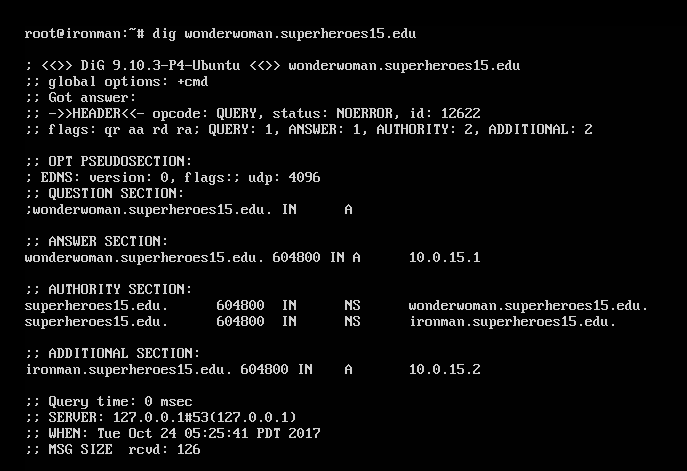 root@ironman:~# dig wonderwoman.superheroes15.edu
; <<>> DiG 9.10.3-P4-Ubuntu <<>> wonderwoman.superheroes15.edu
;; global options: +cmd
;; Got answer:
;; ->>HEADER<<- opcode: QUERY, status: NOERROR, id: 12622
;; flags: qr aa rd ra; QUERY: 1, ANSWER: 1, AUTHORITY: 2, ADDITIONAL: 2
;; OPT PSEUDOSECTION:
; EDNS: version: 0, flags:; udp: 4096
;; QUESTION SECTION:
;wonderwoman.superheroes15.edu. IN A
;; ANSWER SECTION:
wonderwoman.superheroes15.edu. 604800 IN A 10.0.15.1
;; AUTHORITY SECTION:
superheroes15.edu. 604800 IN NS wonderwoman.superheroes15.edu.
superheroes15.edu. 604800 IN NS ironman.superheroes15.edu.
;; ADDITIONAL SECTION:
ironman.superheroes15.edu. 604800 IN A 10.0.15.2
;; Query time: 0 msec
;; SERVER: 127.0.0.1#53(127.0.0.1)
;; WHEN: Tue Oct 24 05:25:41 PDT 2017
;; MSG SIZE rcvd: 126